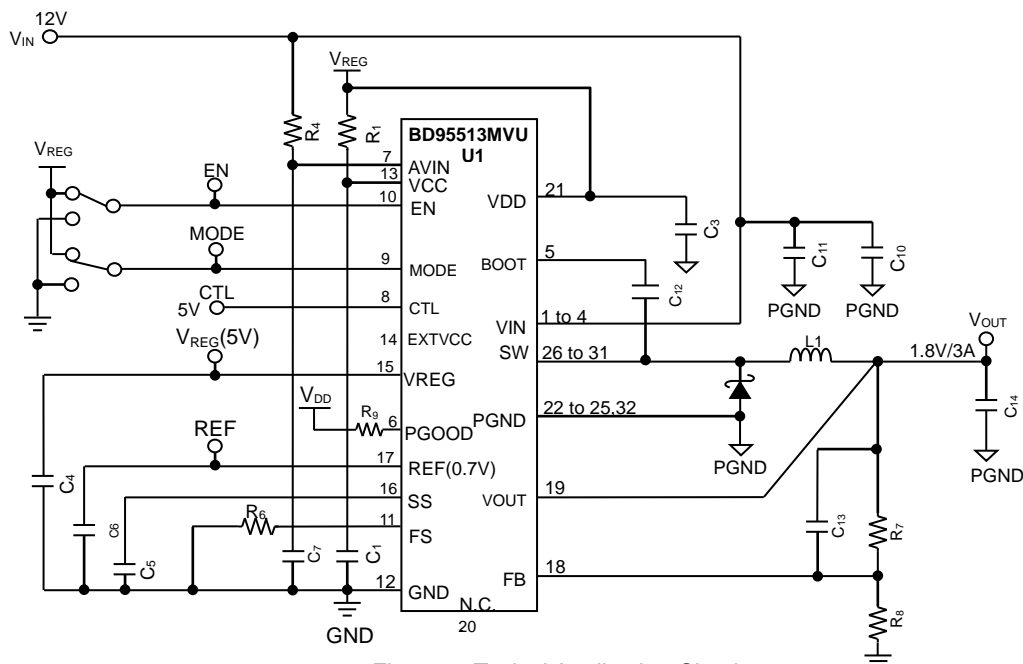 12V
VIN
VREG
R4
R1
BD95513MVU
U1
7
AVIN
13
VCC
VREG
EN
10
EN
21
VDD
C3
MODE
9
MODE
5
BOOT
C11
C10
C12
PGND
PGND
CTL
5V
8
CTL
1 to 4
VIN
VREG(5V)
14
EXTVCC
SW
26 to 31
L1
1.8V/3A
VOUT
15
VREG
VDD
R9
6
PGOOD
PGND
22 to 25,32
C14
REF
PGND
PGND
17
REF(0.7V)
C4
16
SS
VOUT
19
C6
R6
11
FS
C13
R7
C5
C7
C1
12
GND
FB
18
N.C.
20
R8
GND